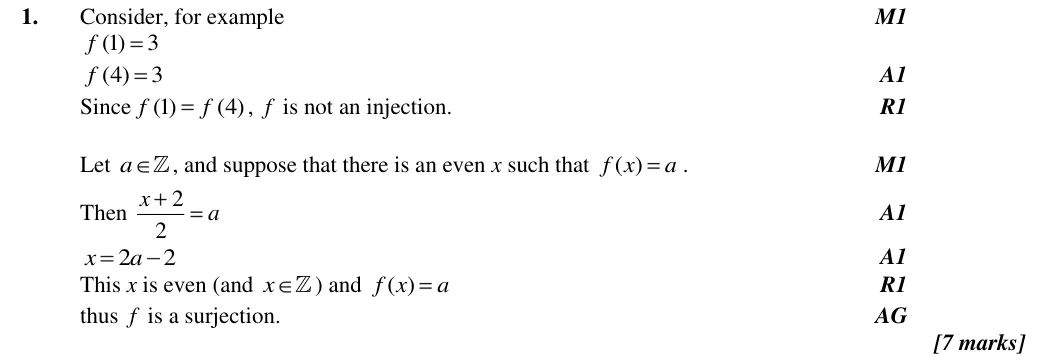 1. Consider, for example M1
f (1) = 3
f (4) = 3 A1
Since f (1) = f (4), f is not an injection. R1
Let a ∈ ℤ, and suppose that there is an even x such that f (x) = a . M1
Then (x + 2)/2 = a A1
x = 2a − 2 A1
This x is even (and x ∈ ℤ) and f (x) = a R1
thus f is a surjection. AG
[7 marks]